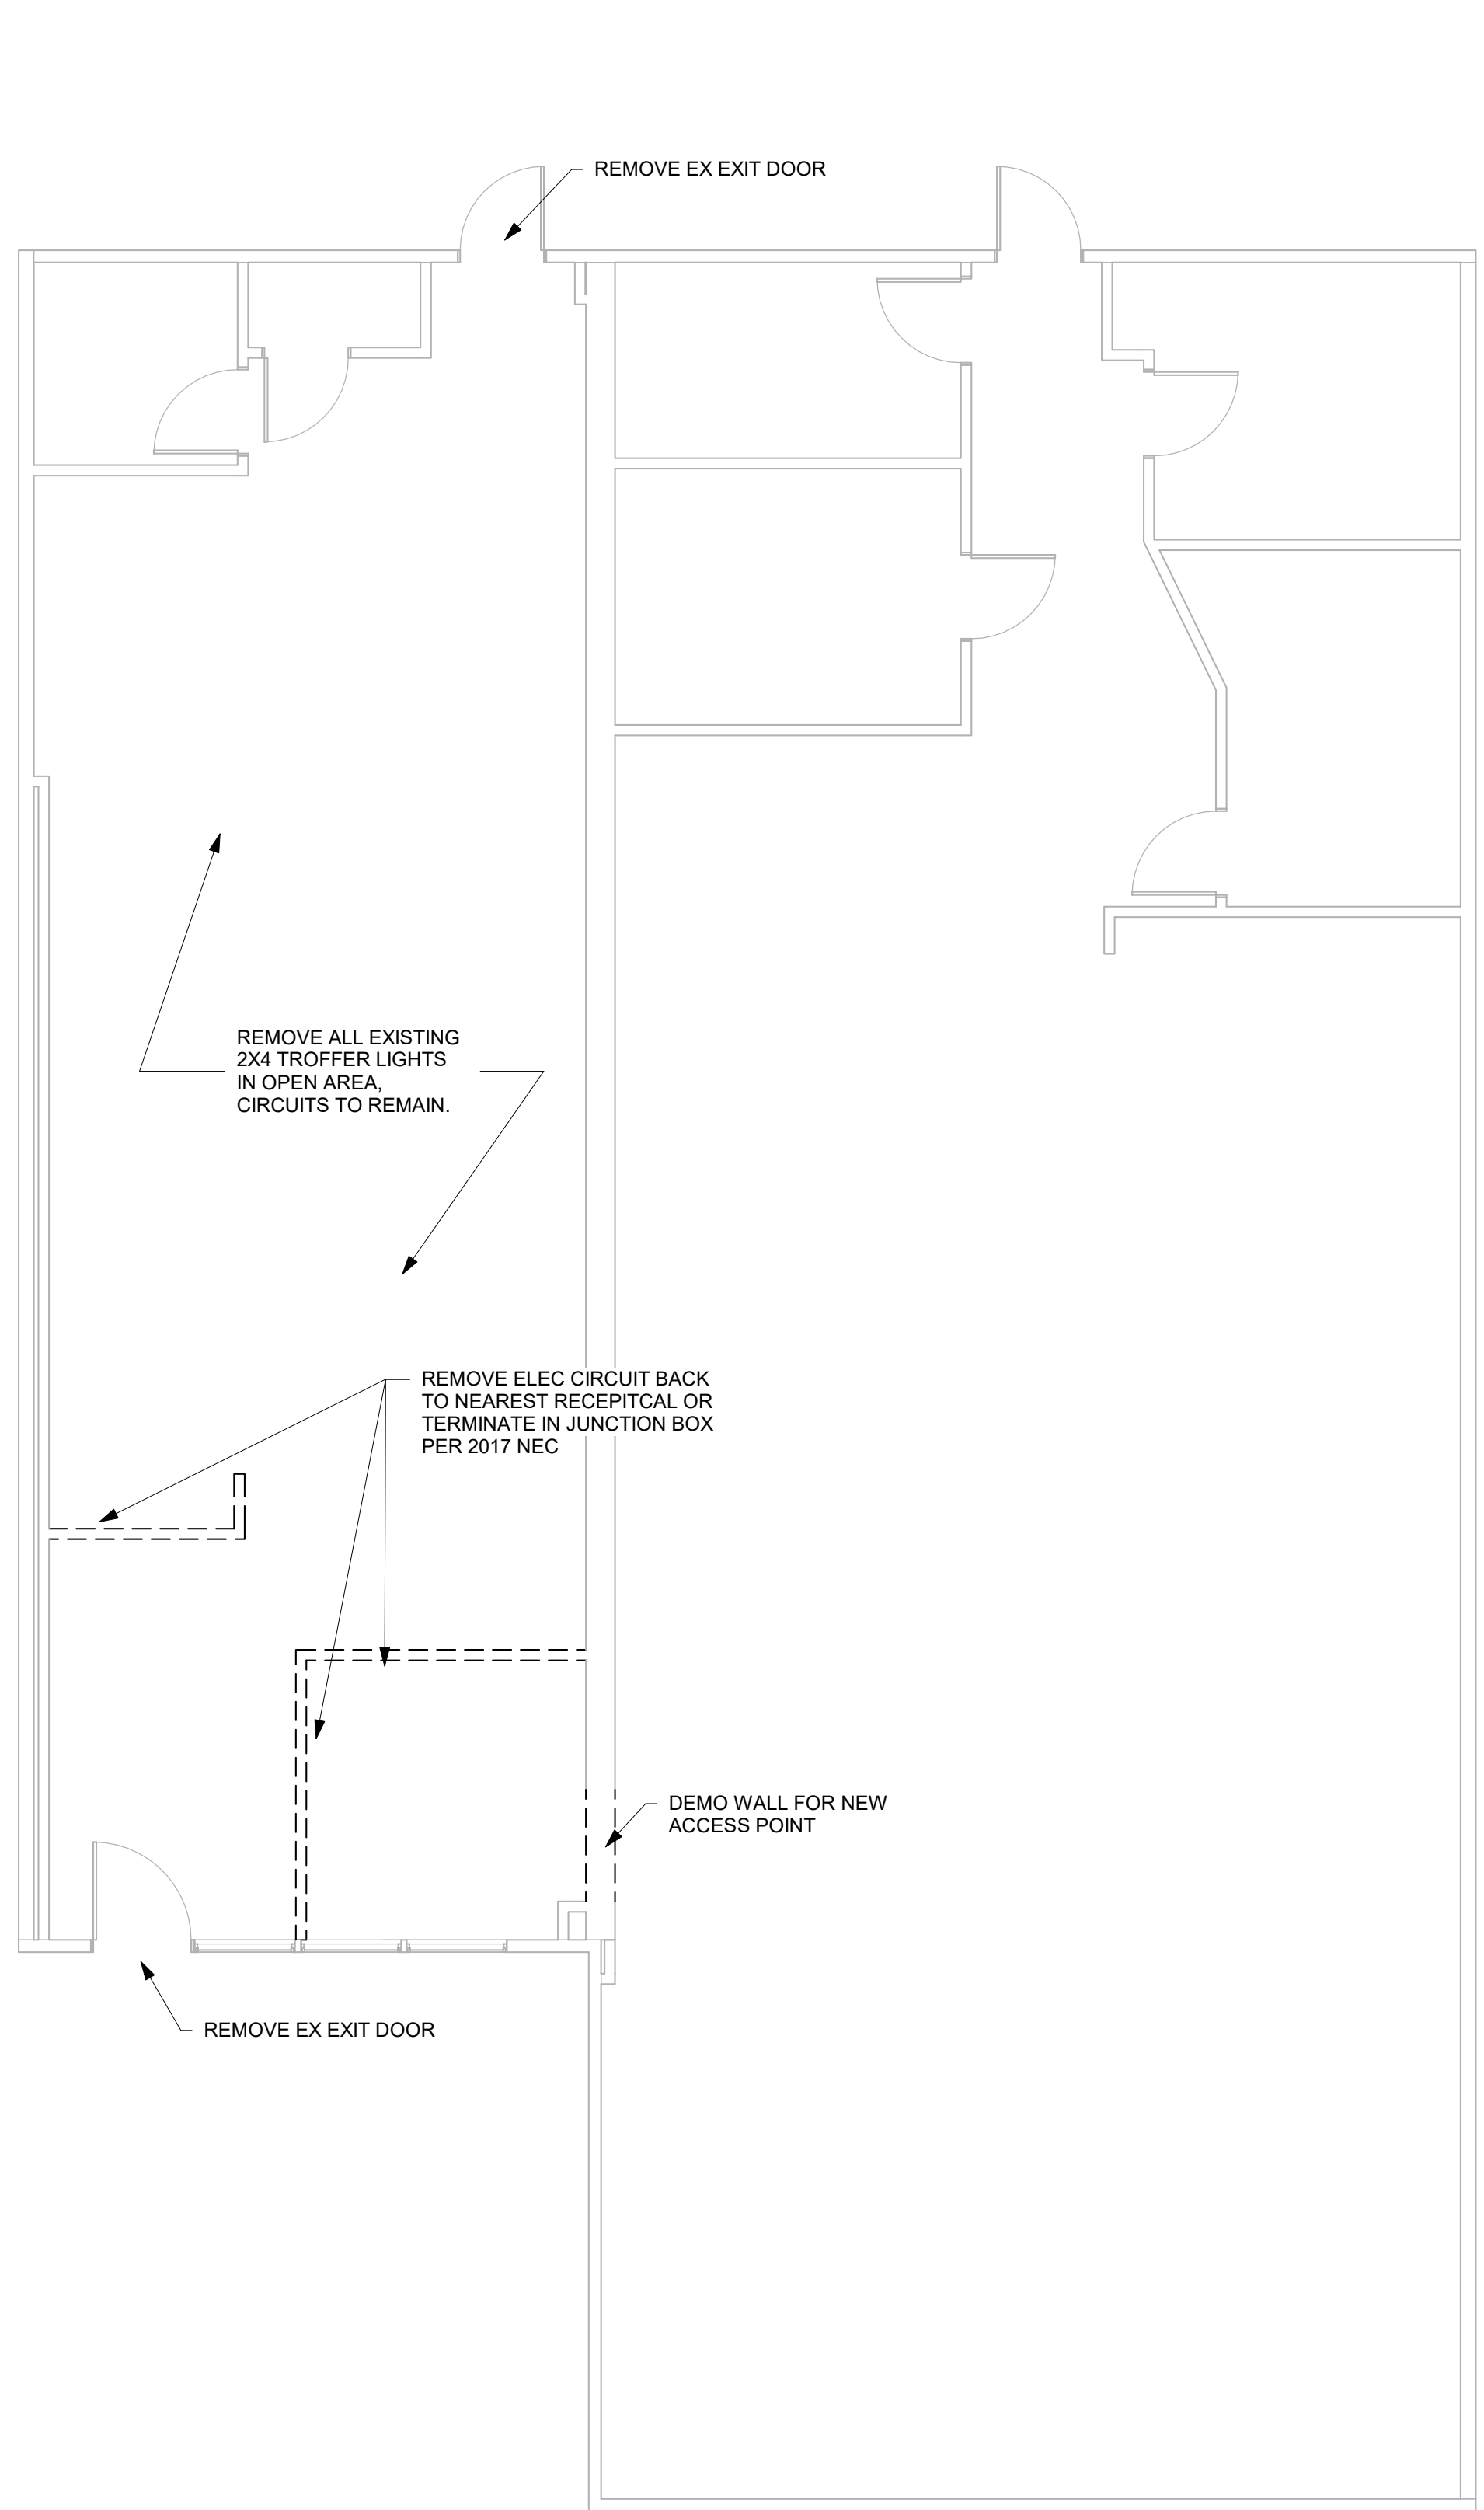 REMOVE EX EXIT DOOR
REMOVE ALL EXISTING
2X4 TROFFER LIGHTS
IN OPEN AREA,
CIRCUITS TO REMAIN.
REMOVE ELEC CIRCUIT BACK
TO NEAREST RECEPITCAL OR
TERMINATE IN JUNCTION BOX
PER 2017 NEC
DEMO WALL FOR NEW
ACCESS POINT
REMOVE EX EXIT DOOR